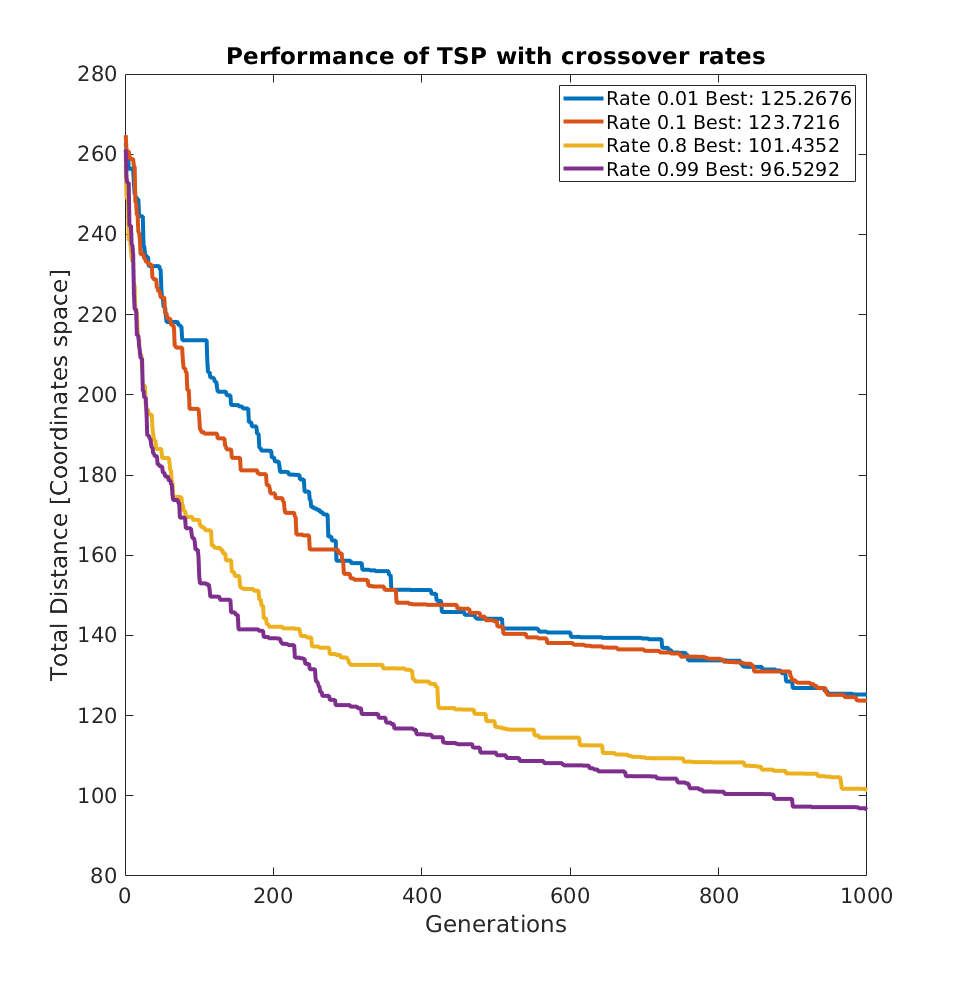 Performance of TSP with crossover rates
Rate 0.01 Best: 125.2676
Rate 0.1 Best: 123.7216
Rate 0.8 Best: 101.4352
Rate 0.99 Best: 96.5292
Total Distance [Coordinates space]
280
260
240
220
200
180
160
140
120
100
80
0 200 400 600 800 1000
Generations